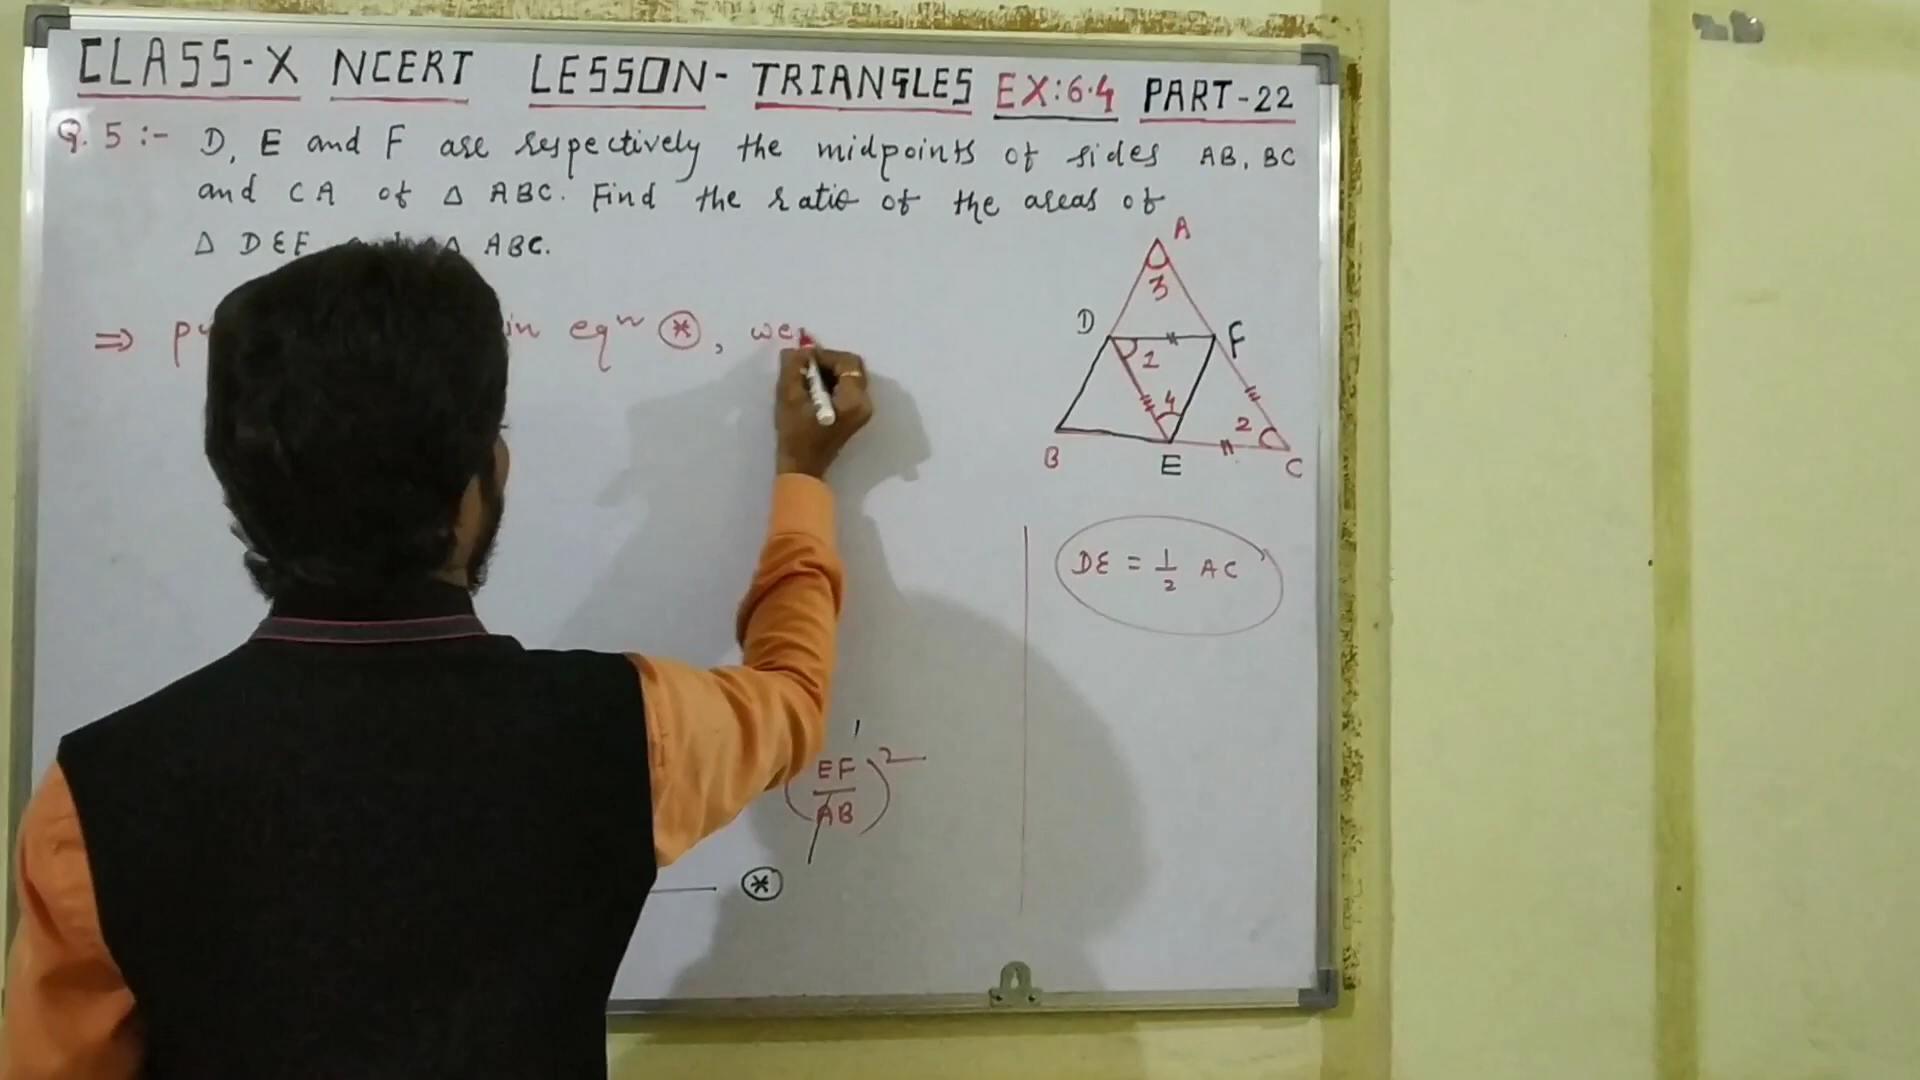 CLASS-X NCERT LESSON- TRIANGLES EX:6.4 PART-22
Q.5:- D, E and F are respectively the midpoints of sides AB, BC
and CA of △ ABC. Find the ratio of the areas of
△ DEF △ ABC.
⇒ in eqⁿ ⊛, we
A
3
D
F
1
4
2
B
E
C
DE = 1/2 AC
(EF/AB)²
⊛